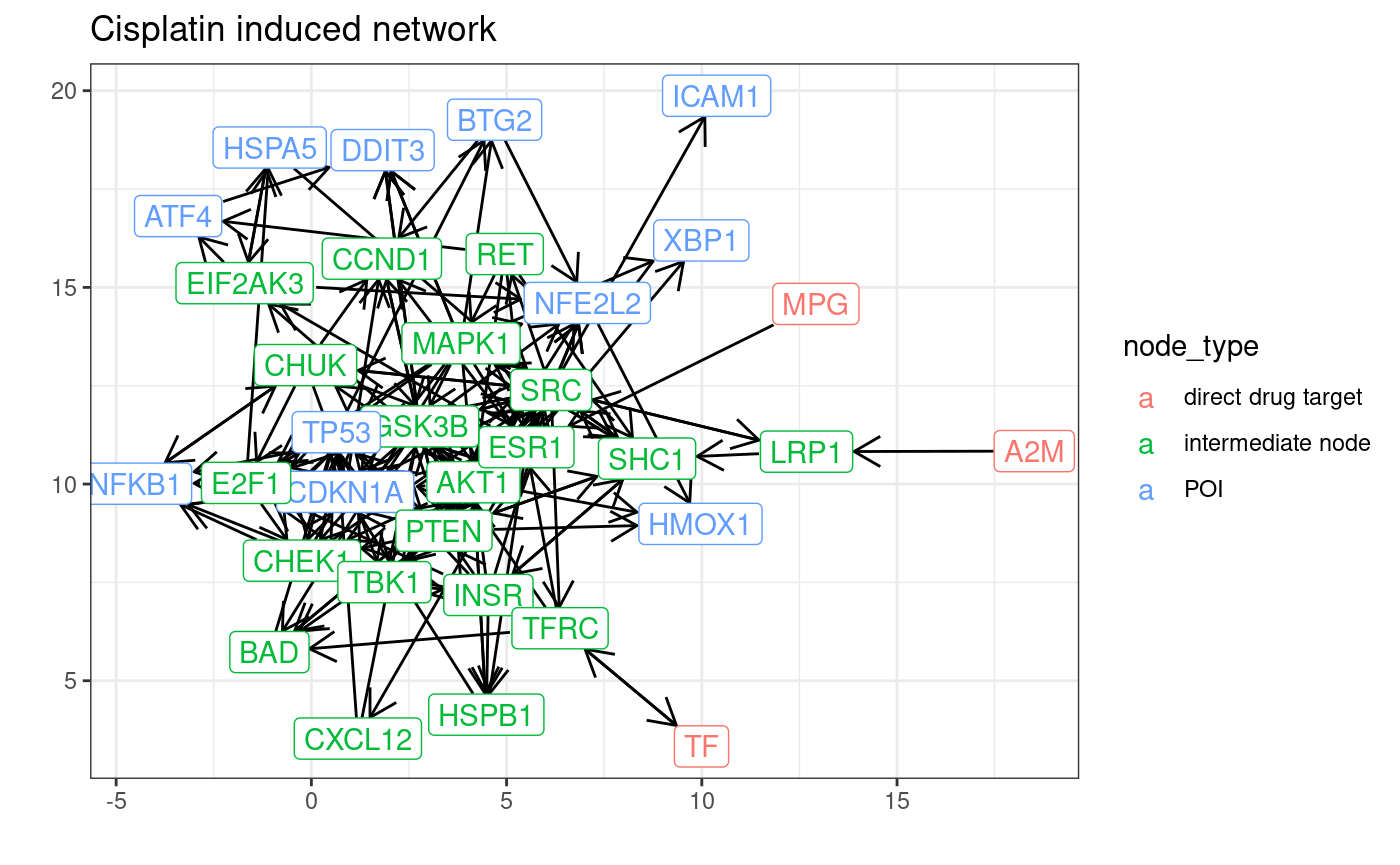 Cisplatin induced network
20
15
10
5
-5
0
5
10
15
ICAM1
BTG2
HSPA5
DDIT3
ATF4
XBP1
CCND1
RET
EIF2AK3
NFE2L2
MPG
MAPK1
CHUK
SRC
TP53
GSK3B
ESR1
SHC1
LRP1
A2M
NFKB1
E2F1
CDKN1A
AKT1
PTEN
HMOX1
CHEK1
TBK1
INSR
TFRC
BAD
HSPB1
CXCL12
TF
node_type
a direct drug target
a intermediate node
a POI